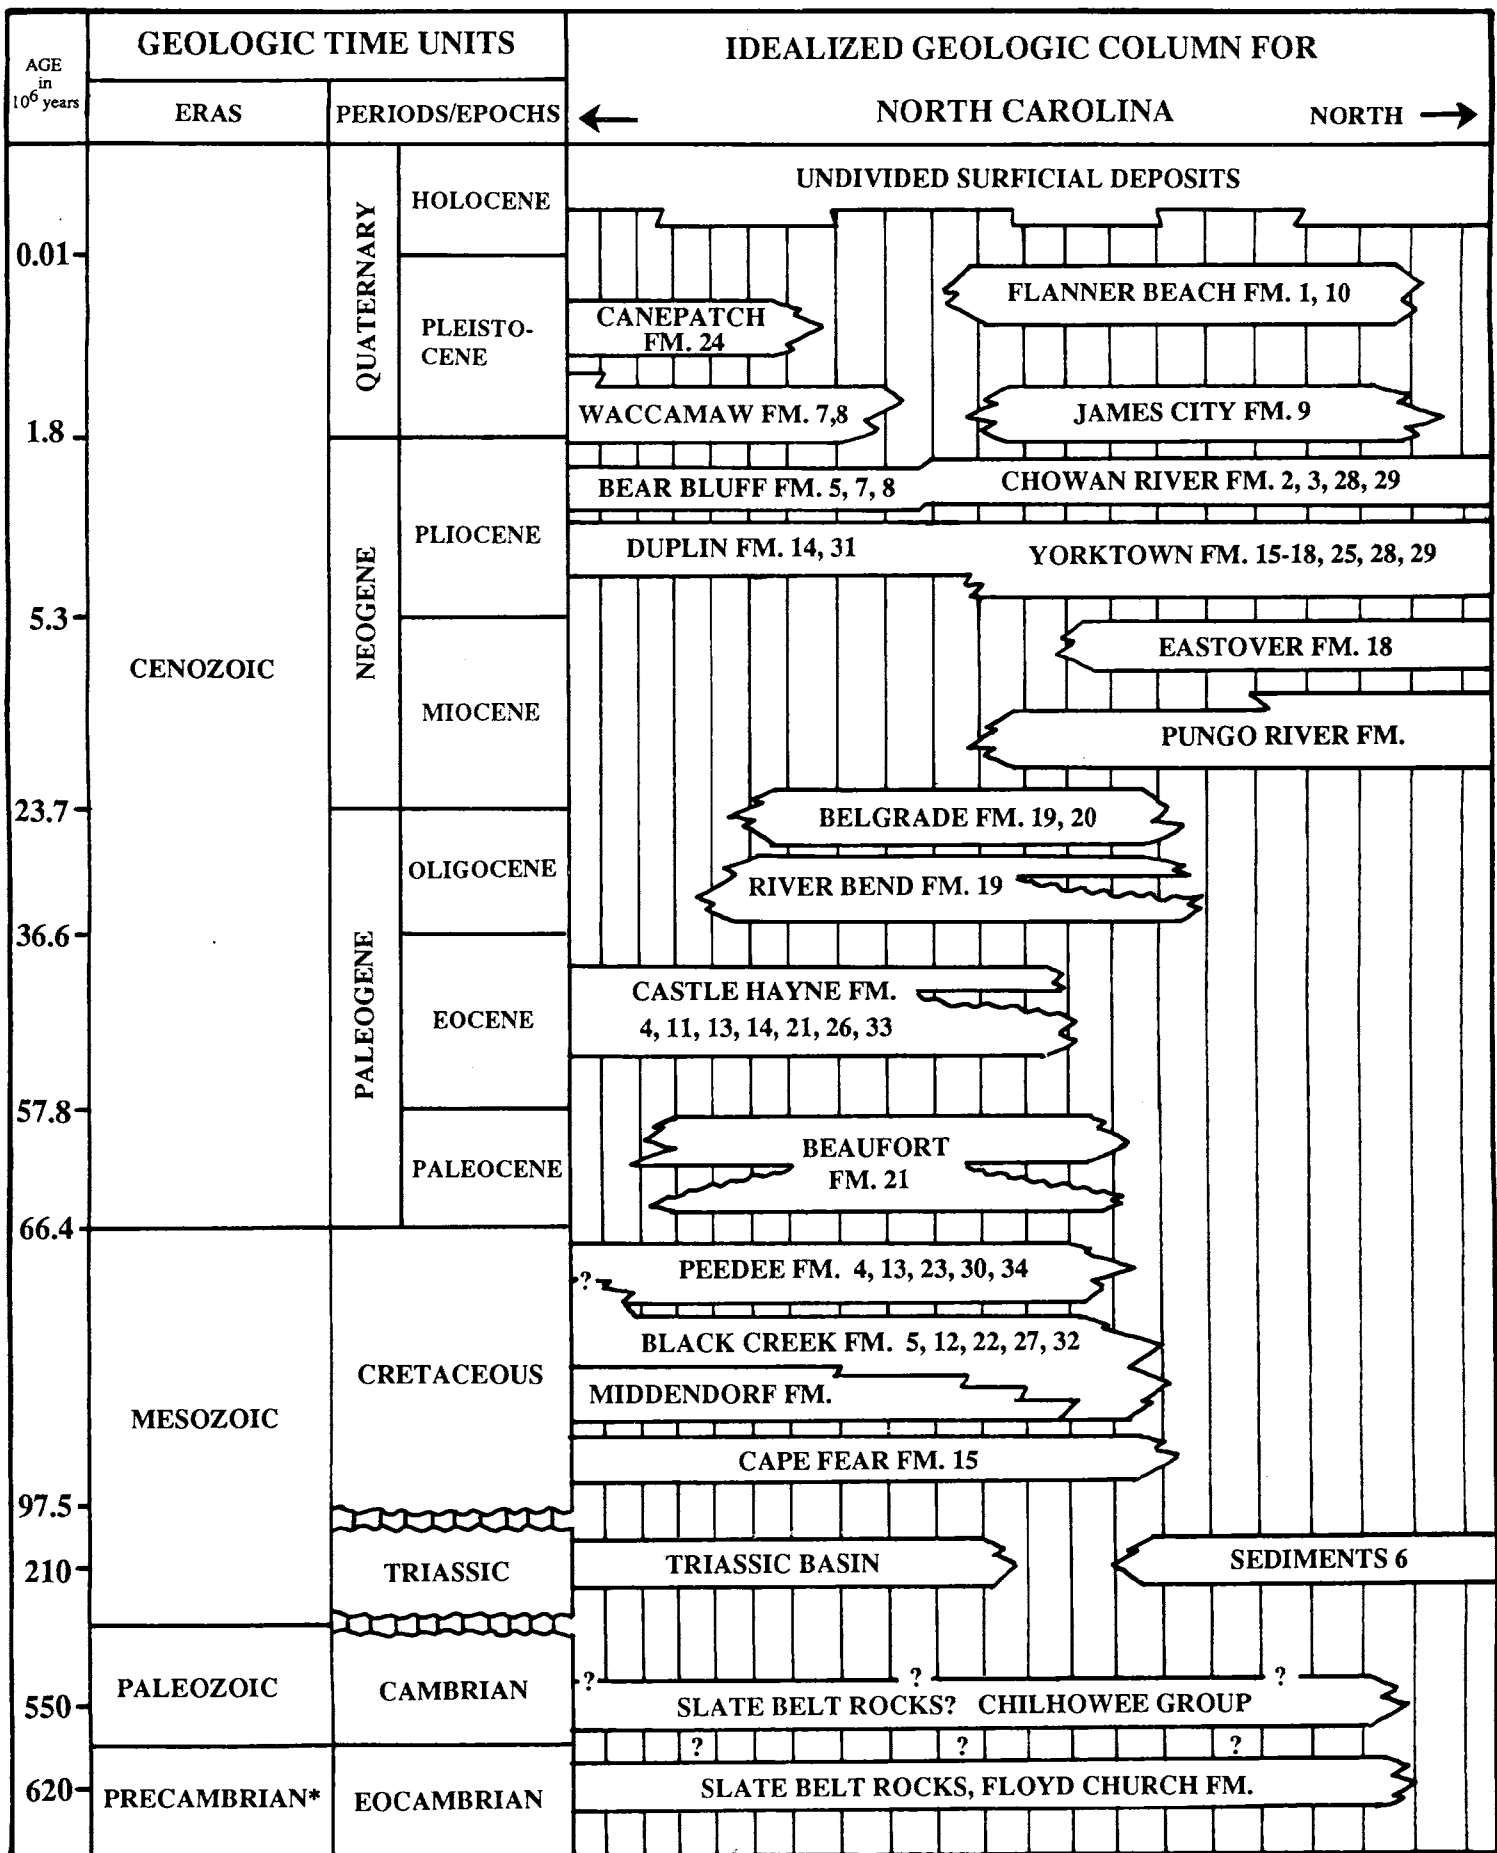 AGE
in
10⁶ years
GEOLOGIC TIME UNITS
ERAS
PERIODS/EPOCHS
IDEALIZED GEOLOGIC COLUMN FOR
NORTH CAROLINA
NORTH
0.01
1.8
5.3
23.7
36.6
57.8
66.4
97.5
210
550
620
CENOZOIC
MESOZOIC
PALEOZOIC
PRECAMBRIAN*
QUATERNARY
NEOGENE
PALEOGENE
HOLOCENE
PLEISTO-
CENE
PLIOCENE
MIOCENE
OLIGOCENE
EOCENE
PALEOCENE
CRETACEOUS
TRIASSIC
CAMBRIAN
EOCAMBRIAN
UNDIVIDED SURFICIAL DEPOSITS
FLANNER BEACH FM. 1, 10
CANEPATCH
FM. 24
WACCAMAW FM. 7,8
JAMES CITY FM. 9
BEAR BLUFF FM. 5, 7, 8
CHOWAN RIVER FM. 2, 3, 28, 29
DUPLIN FM. 14, 31
YORKTOWN FM. 15-18, 25, 28, 29
EASTOVER FM. 18
PUNGO RIVER FM.
BELGRADE FM. 19, 20
RIVER BEND FM. 19
CASTLE HAYNE FM.
4, 11, 13, 14, 21, 26, 33
BEAUFORT
FM. 21
PEEDEE FM. 4, 13, 23, 30, 34
?
BLACK CREEK FM. 5, 12, 22, 27, 32
MIDDENDORF FM.
CAPE FEAR FM. 15
TRIASSIC BASIN
SEDIMENTS 6
? ? ?
SLATE BELT ROCKS? CHILHOWEE GROUP
? ? ?
SLATE BELT ROCKS, FLOYD CHURCH FM.